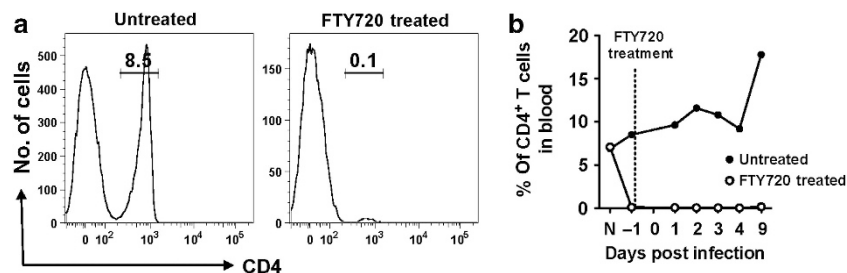 a
Untreated
FTY720 treated
No. of cells
500
400
300
200
100
0
8.5
0 10² 10³ 10⁴ 10⁵
150
100
50
0
0.1
0 10² 10³ 10⁴ 10⁵
CD4
b
FTY720
treatment
% Of CD4⁺ T cells
in blood
20
15
10
5
0
Untreated
FTY720 treated
N –1 0 1 2 3 4 9
Days post infection